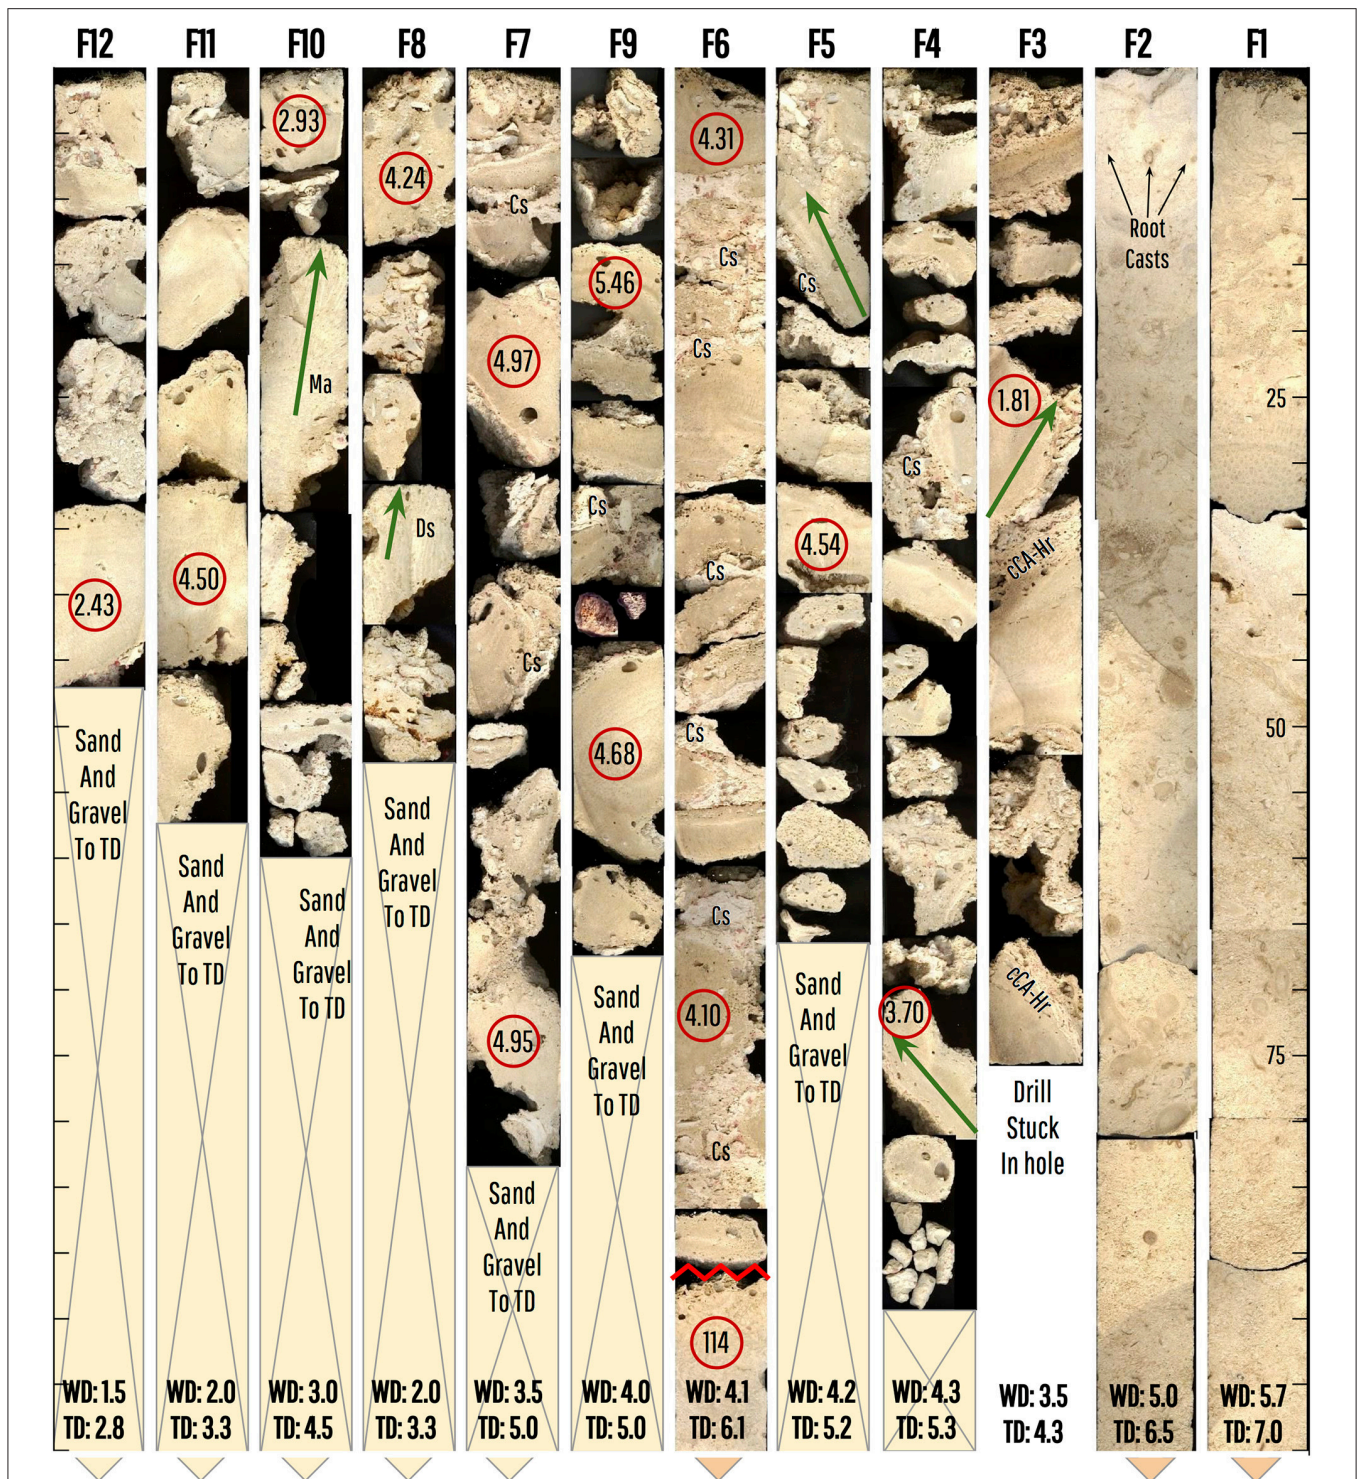 F12 F11 F10 F8 F7 F9 F6 F5 F4 F3 F2 F1
2.43
Sand
And
Gravel
To TD
WD: 1.5
TD: 2.8
4.50
Sand
And
Gravel
To TD
WD: 2.0
TD: 3.3
2.93
Ma
Sand
And
Gravel
To TD
WD: 3.0
TD: 4.5
4.24
Ds
Sand
And
Gravel
To TD
WD: 2.0
TD: 3.3
Cs
4.97
Cs
4.95
Sand
And
Gravel
To TD
WD: 3.5
TD: 5.0
5.46
Cs
4.68
Sand
And
Gravel
To TD
WD: 4.0
TD: 5.0
4.31
Cs
Cs
Cs
Cs
Cs
4.10
Cs
114
WD: 4.1
TD: 6.1
Cs
4.54
Sand
And
Gravel
To TD
WD: 4.2
TD: 5.2
Cs
3.70
WD: 4.3
TD: 5.3
1.81
cCA-Hr
cCA-Hr
Drill
Stuck
In hole
WD: 3.5
TD: 4.3
Root
Casts
WD: 5.0
TD: 6.5
25
50
75
WD: 5.7
TD: 7.0